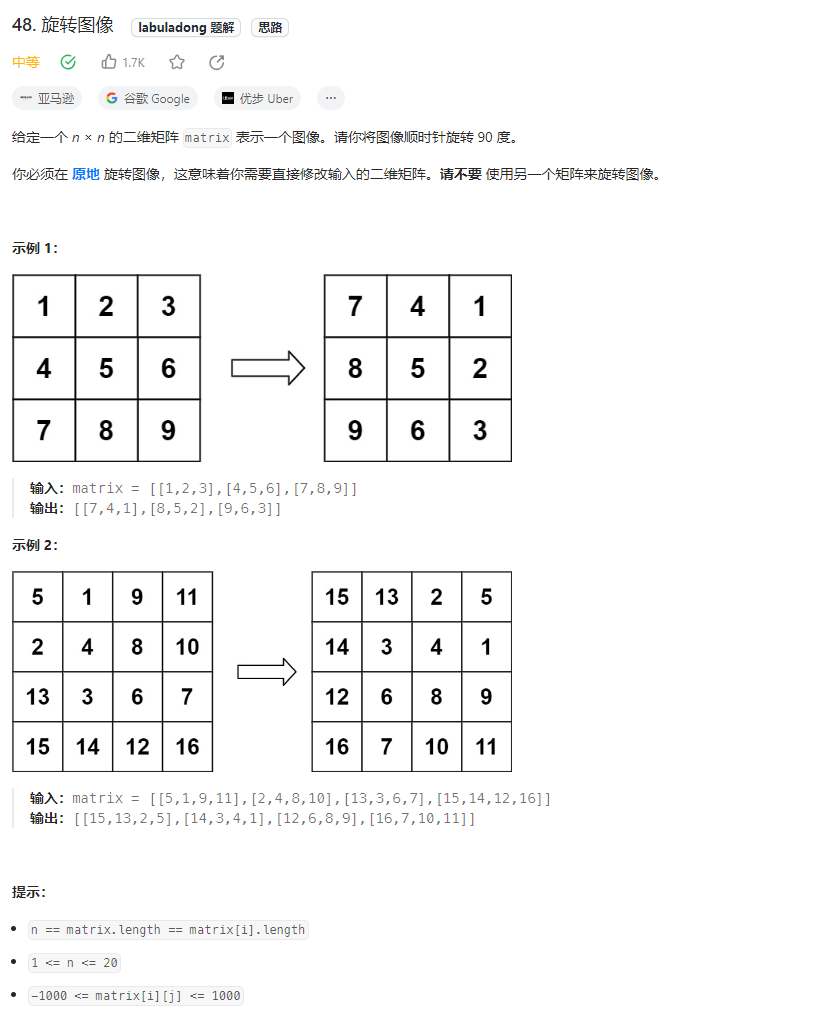 48. 旋转图像 labuladong 题解 思路
中等 1.7K
亚马逊 谷歌 Google 优步 Uber ...
给定一个 n × n 的二维矩阵 matrix 表示一个图像。请你将图像顺时针旋转 90 度。
你必须在 原地 旋转图像，这意味着你需要直接修改输入的二维矩阵。请不要 使用另一个矩阵来旋转图像。
示例 1：
1 2 3 7 4 1
4 5 6 8 5 2
7 8 9 9 6 3
输入：matrix = [[1,2,3],[4,5,6],[7,8,9]]
输出：[[7,4,1],[8,5,2],[9,6,3]]
示例 2：
5 1 9 11 15 13 2 5
2 4 8 10 14 3 4 1
13 3 6 7 12 6 8 9
15 14 12 16 16 7 10 11
输入：matrix = [[5,1,9,11],[2,4,8,10],[13,3,6,7],[15,14,12,16]]
输出：[[15,13,2,5],[14,3,4,1],[12,6,8,9],[16,7,10,11]]
提示：
n == matrix.length == matrix[i].length
1 <= n <= 20
-1000 <= matrix[i][j] <= 1000